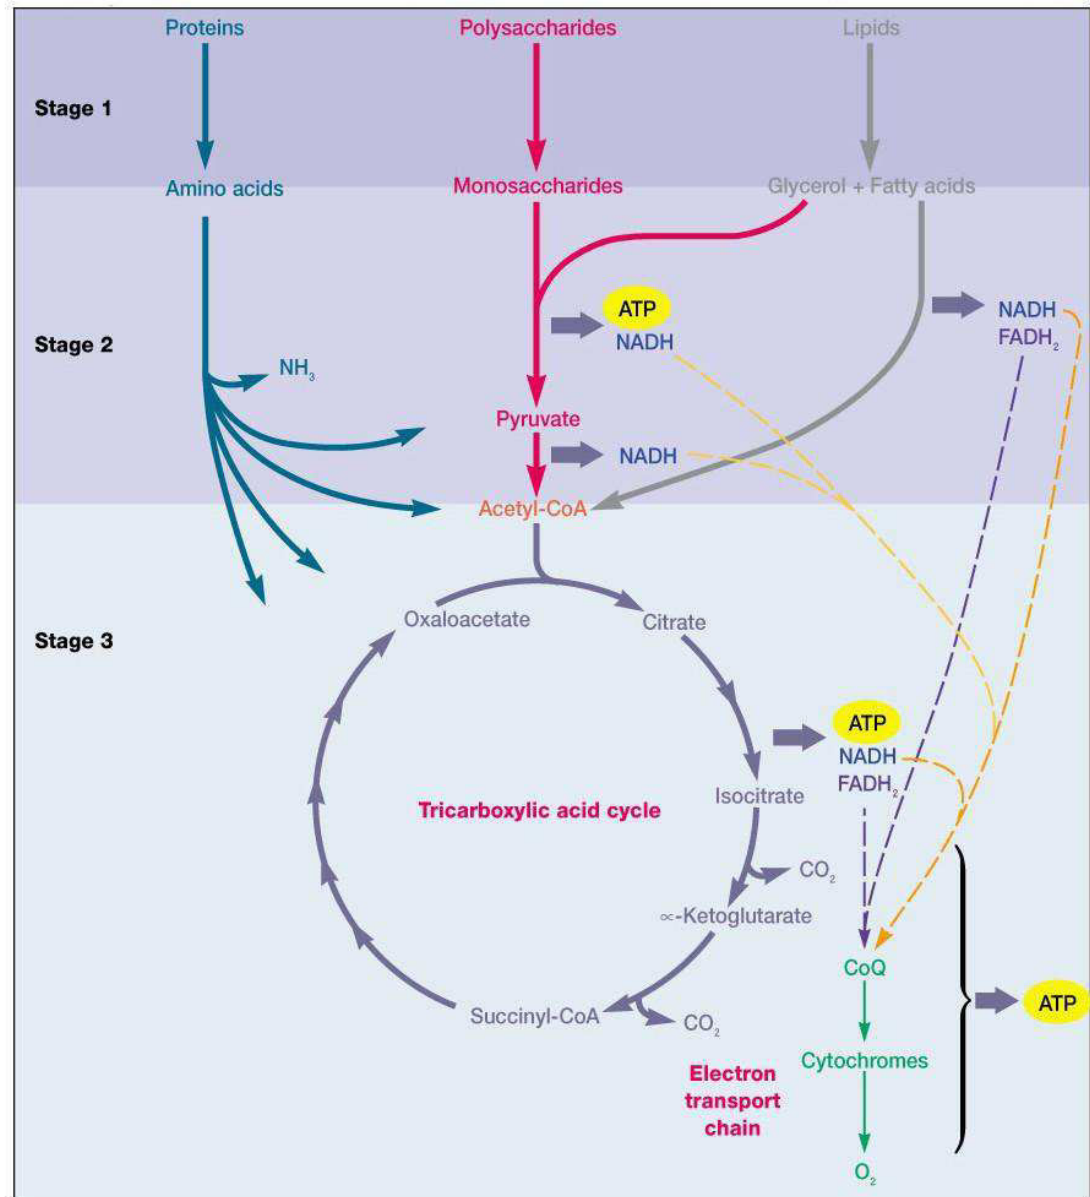 Proteins
Polysaccharides
Lipids
Stage 1
Amino acids
Monosaccharides
Glycerol + Fatty acids
ATP
NADH
NADH
FADH₂
Stage 2
NH₃
Pyruvate
NADH
Acetyl-CoA
Oxaloacetate
Citrate
Stage 3
ATP
NADH
FADH₂
Isocitrate
Tricarboxylic acid cycle
CO₂
∝-Ketoglutarate
CoQ
Succinyl-CoA
CO₂
ATP
Cytochromes
Electron
transport
chain
O₂